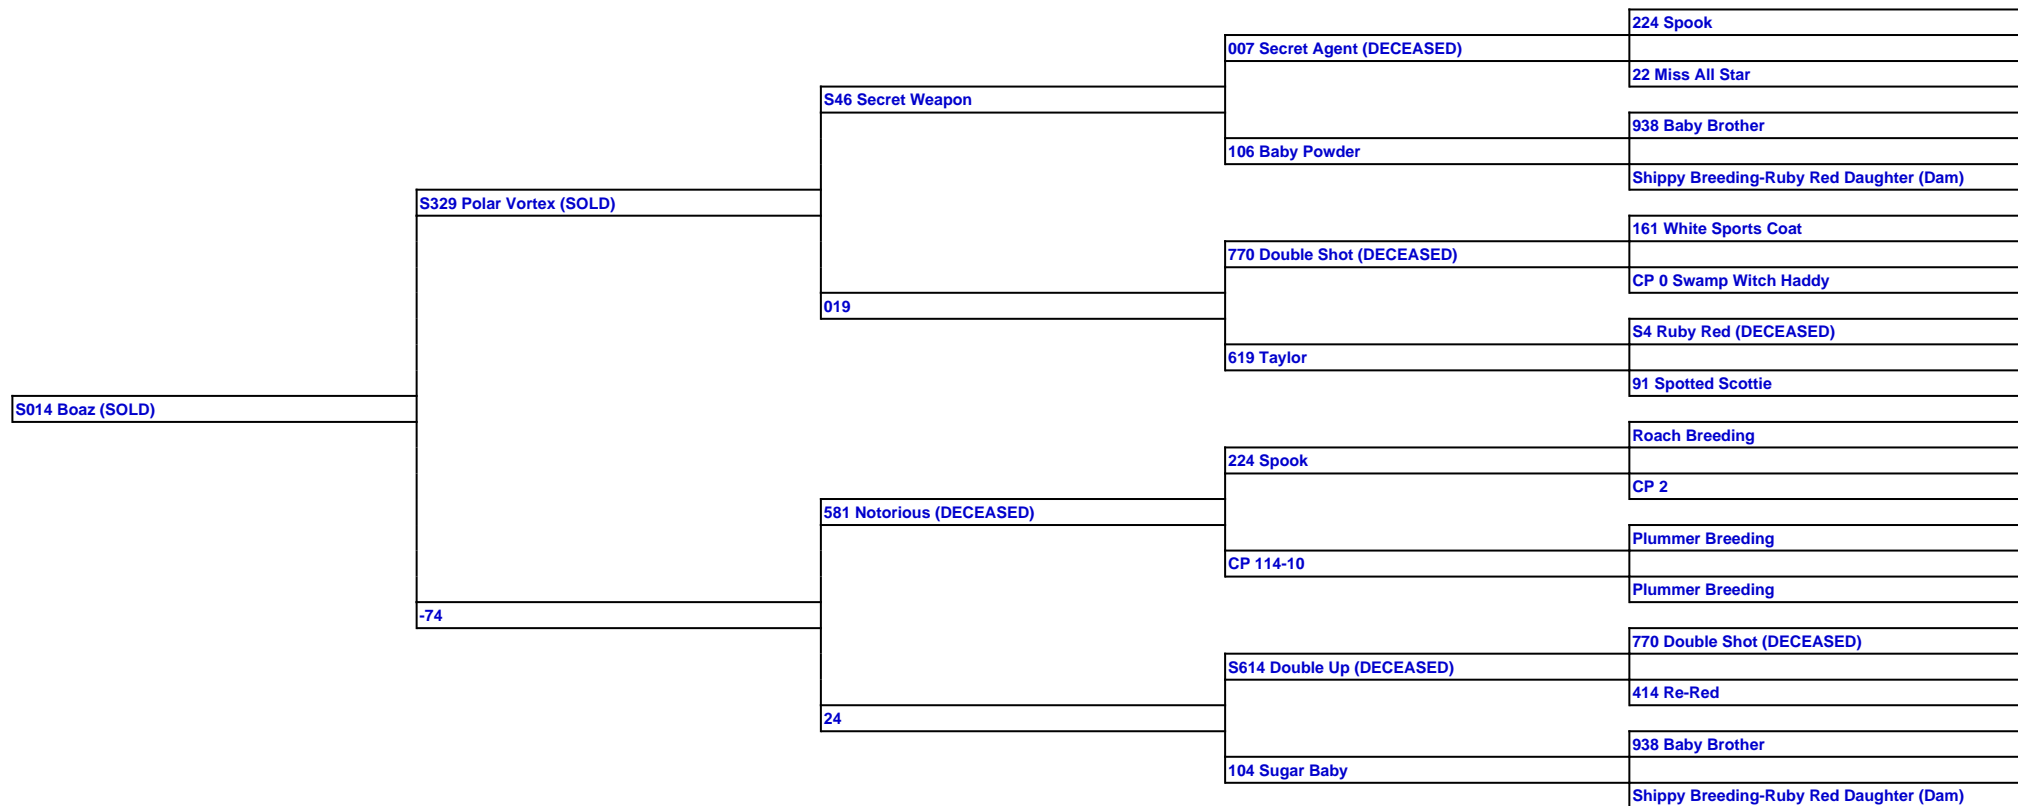 224 Spook
007 Secret Agent (DECEASED)
22 Miss All Star
S46 Secret Weapon
938 Baby Brother
106 Baby Powder
Shippy Breeding-Ruby Red Daughter (Dam)
S329 Polar Vortex (SOLD)
161 White Sports Coat
770 Double Shot (DECEASED)
CP 0 Swamp Witch Haddy
019
S4 Ruby Red (DECEASED)
619 Taylor
91 Spotted Scottie
S014 Boaz (SOLD)
Roach Breeding
224 Spook
CP 2
581 Notorious (DECEASED)
Plummer Breeding
CP 114-10
Plummer Breeding
-74
770 Double Shot (DECEASED)
S614 Double Up (DECEASED)
414 Re-Red
24
938 Baby Brother
104 Sugar Baby
Shippy Breeding-Ruby Red Daughter (Dam)